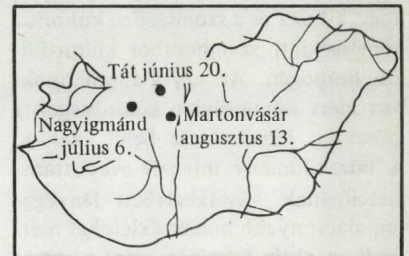 Tát június 20.
Nagyigmánd
július 6.
Martonvásár
augusztus 13.